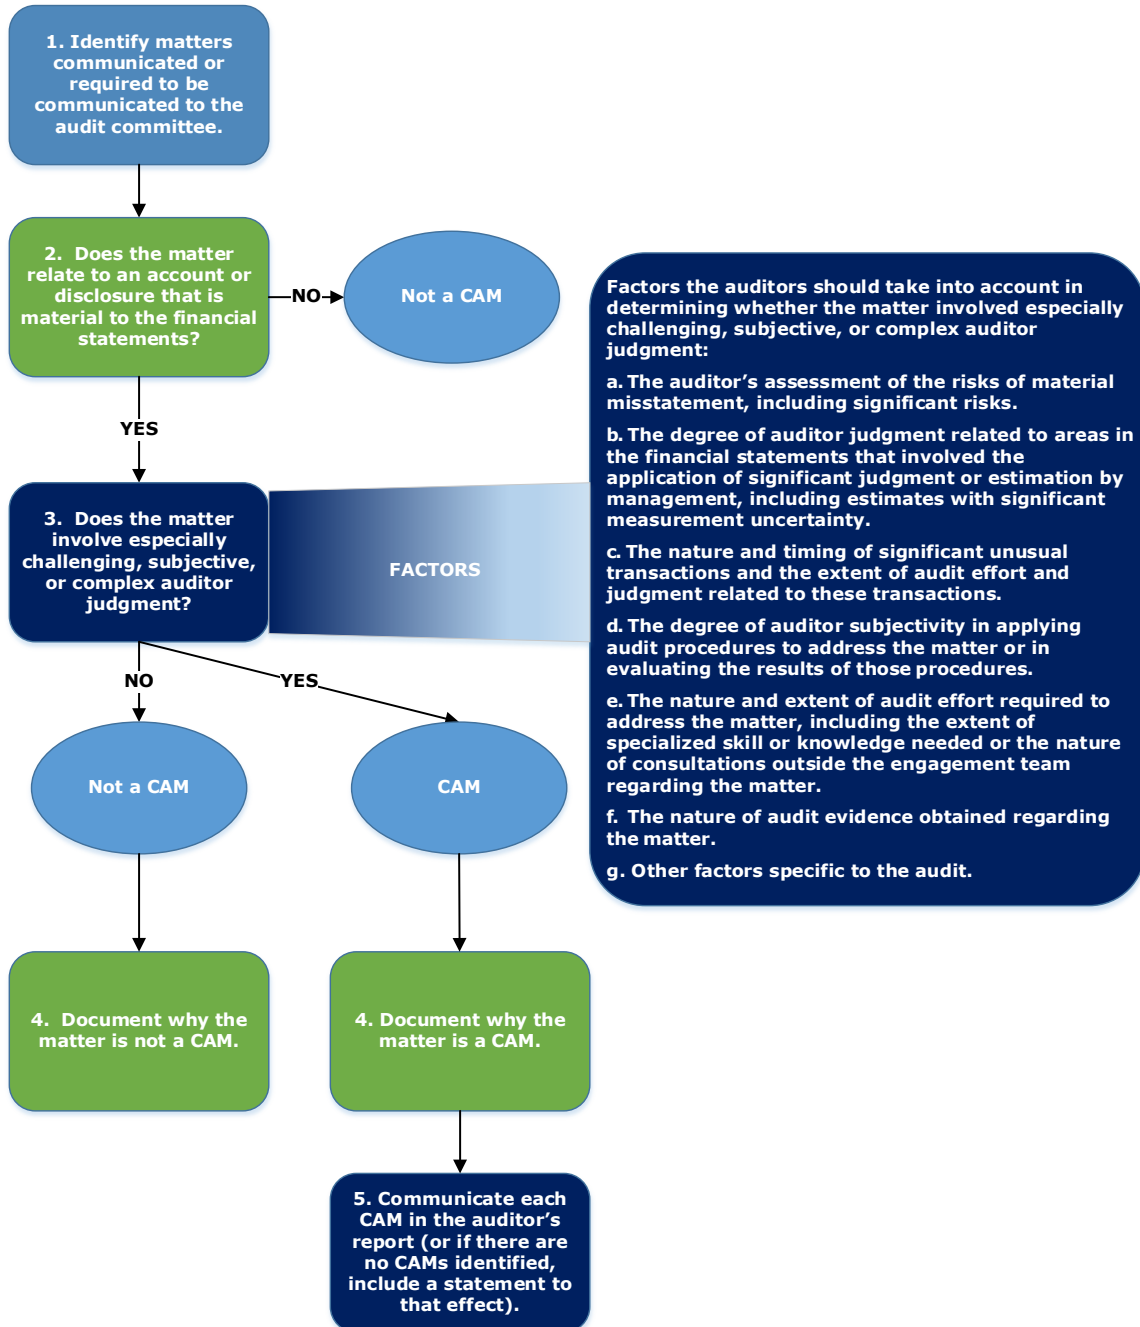 1. Identify matters
communicated or
required to be
communicated to the
audit committee.
2. Does the matter
relate to an account or
disclosure that is
material to the financial
statements?
NO
Not a CAM
YES
3. Does the matter
involve especially
challenging, subjective,
or complex auditor
judgment?
FACTORS
Factors the auditors should take into account in
determining whether the matter involved especially
challenging, subjective, or complex auditor
judgment:
a. The auditor’s assessment of the risks of material
misstatement, including significant risks.
b. The degree of auditor judgment related to areas in
the financial statements that involved the
application of significant judgment or estimation by
management, including estimates with significant
measurement uncertainty.
c. The nature and timing of significant unusual
transactions and the extent of audit effort and
judgment related to these transactions.
d. The degree of auditor subjectivity in applying
audit procedures to address the matter or in
evaluating the results of those procedures.
e. The nature and extent of audit effort required to
address the matter, including the extent of
specialized skill or knowledge needed or the nature
of consultations outside the engagement team
regarding the matter.
f. The nature of audit evidence obtained regarding
the matter.
g. Other factors specific to the audit.
NO
YES
Not a CAM
CAM
4. Document why the
matter is not a CAM.
4. Document why the
matter is a CAM.
5. Communicate each
CAM in the auditor’s
report (or if there are
no CAMs identified,
include a statement to
that effect).